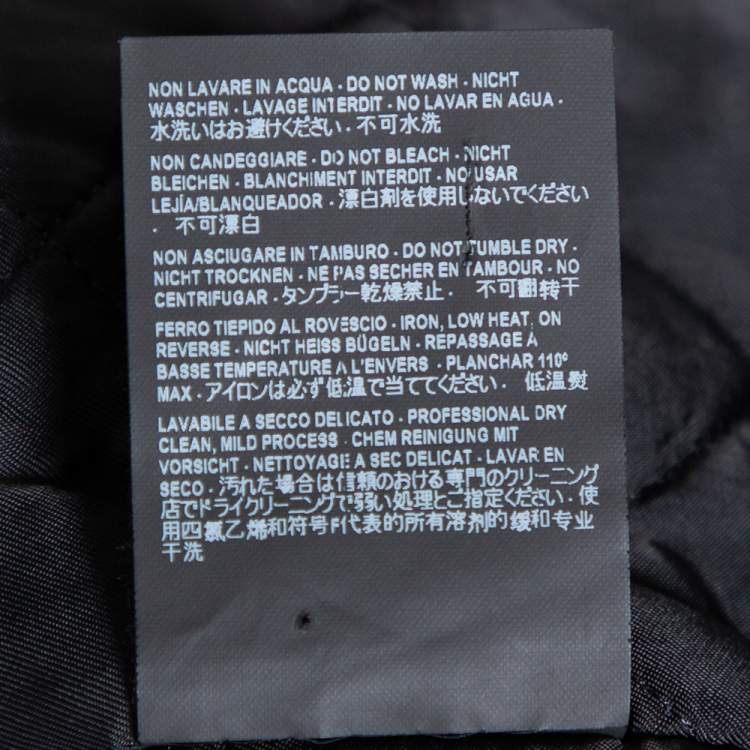 NON LAVARE IN ACQUA - DO NOT WASH - NICHT
WASCHEN - LAVAGE INTERDIT - NO LAVAR EN AGUA -
水洗いはお避けください - 不可水洗
NON CANDEGGIARE - DO NOT BLEACH - NICHT
BLEICHEN - BLANCHIMENT INTERDIT - NO USAR
LEJÍA/BLANQUEADOR - 漂白剤を使用しないでください
- 不可漂白
NON ASCIUGARE IN TAMBURO - DO NOT TUMBLE DRY -
NICHT TROCKNEN - NE PAS SECHER EN TAMBOUR - NO
CENTRIFUGAR - タンブラー乾燥禁止 - 不可翻转干
FERRO TIEPIDO AL ROVESCIO - IRON, LOW HEAT, ON
REVERSE - NICHT HEISS BÜGELN - RÉPASSAGE À
BASSE TEMPERATURE A L'ENVERS - PLANCHAR 110º
MAX - アイロンは必ず低温で当ててください - 低温熨
LAVABILE A SECCO DELICATO - PROFESSIONAL DRY
CLEAN, MILD PROCESS - CHEM REINIGUNG MIT
VORSICHT - NETTOYAGE A SEC DELICAT - LAVAR EN
SECO - 汚れた場合は信頼のおける専門のクリーニング
店でドライクリーニングで弱い処理とご指定ください - 使
用四氯乙烯和符号F代表的所有溶剂的缓和专业
干洗